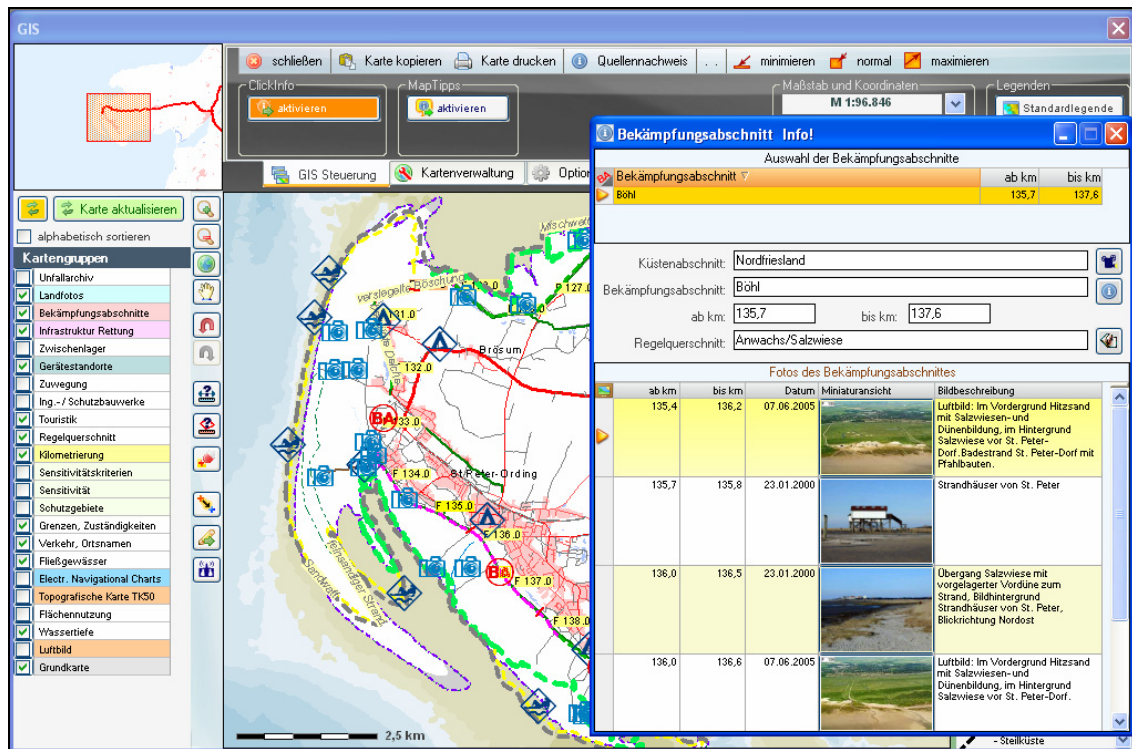 GIS
schließen
Karte kopieren
Karte drucken
Quellennachweis
. .
minimieren
normal
maximieren
ClickInfo
aktivieren
MapTipps
aktivieren
Maßstab und Koordinaten
M 1:96.846
Legenden
Standardlegende
GIS Steuerung
Kartenverwaltung
Option
Karte aktualisieren
alphabetisch sortieren
Kartengruppen
Unfallarchiv
Landfotos
Bekämpfungsabschnitte
Infrastruktur Rettung
Zwischenlager
Gerätestandorte
Zuwegung
Ing.-/ Schutzbauwerke
Touristik
Regelquerschnitt
Kilometrierung
Sensitivitätskriterien
Sensitivität
Schutzgebiete
Grenzen, Zuständigkeiten
Verkehr, Ortsnamen
Fließgewässer
Electr. Navigational Charts
Topografische Karte TK50
Flächennutzung
Wassertiefe
Luftbild
Grundkarte
versiegelte Böschung
127.0
131.0
Brösum
132.0
BA
133.0
F 134.0
St.Peter-Ording
F 135.0
F 136.0
BA
F 137.0
F 138.0
feinsandiger Strand
Sandwatt
2,5 km
Bekämpfungsabschnitt Info!
Auswahl der Bekämpfungsabschnitte
Bekämpfungsabschnitt
ab km
bis km
Böhl
135,7
137,6
Küstenabschnitt:
Nordfriesland
Bekämpfungsabschnitt:
Böhl
ab km:
135,7
bis km:
137,6
Regelquerschnitt:
Anwachs/Salzwiese
Fotos des Bekämpfungsabschnittes
ab km
bis km
Datum
Miniaturansicht
Bildbeschreibung
135,4
136,2
07.06.2005
Luftbild: Im Vordergrund Hitzsand
mit Salzwiesen-und
Dünenbildung, im Hintergrund
Salzwiese vor St. Peter-
Dorf.Badestrand St. Peter-Dorf mit
Pfahlbauten.
135,7
135,8
23.01.2000
Strandhäuser von St. Peter
136,0
136,5
23.01.2000
Übergang Salzwiese mit
vorgelagerter Vordüne zum
Strand, Bildhintergrund
Strandhäuser von St. Peter,
Blickrichtung Nordost
136,0
136,6
07.06.2005
Luftbild: Im Vordergrund Hitzsand
mit Salzwiesen-und
Dünenbildung, im Hintergrund
Salzwiese vor St. Peter-Dorf.
- Steilküste